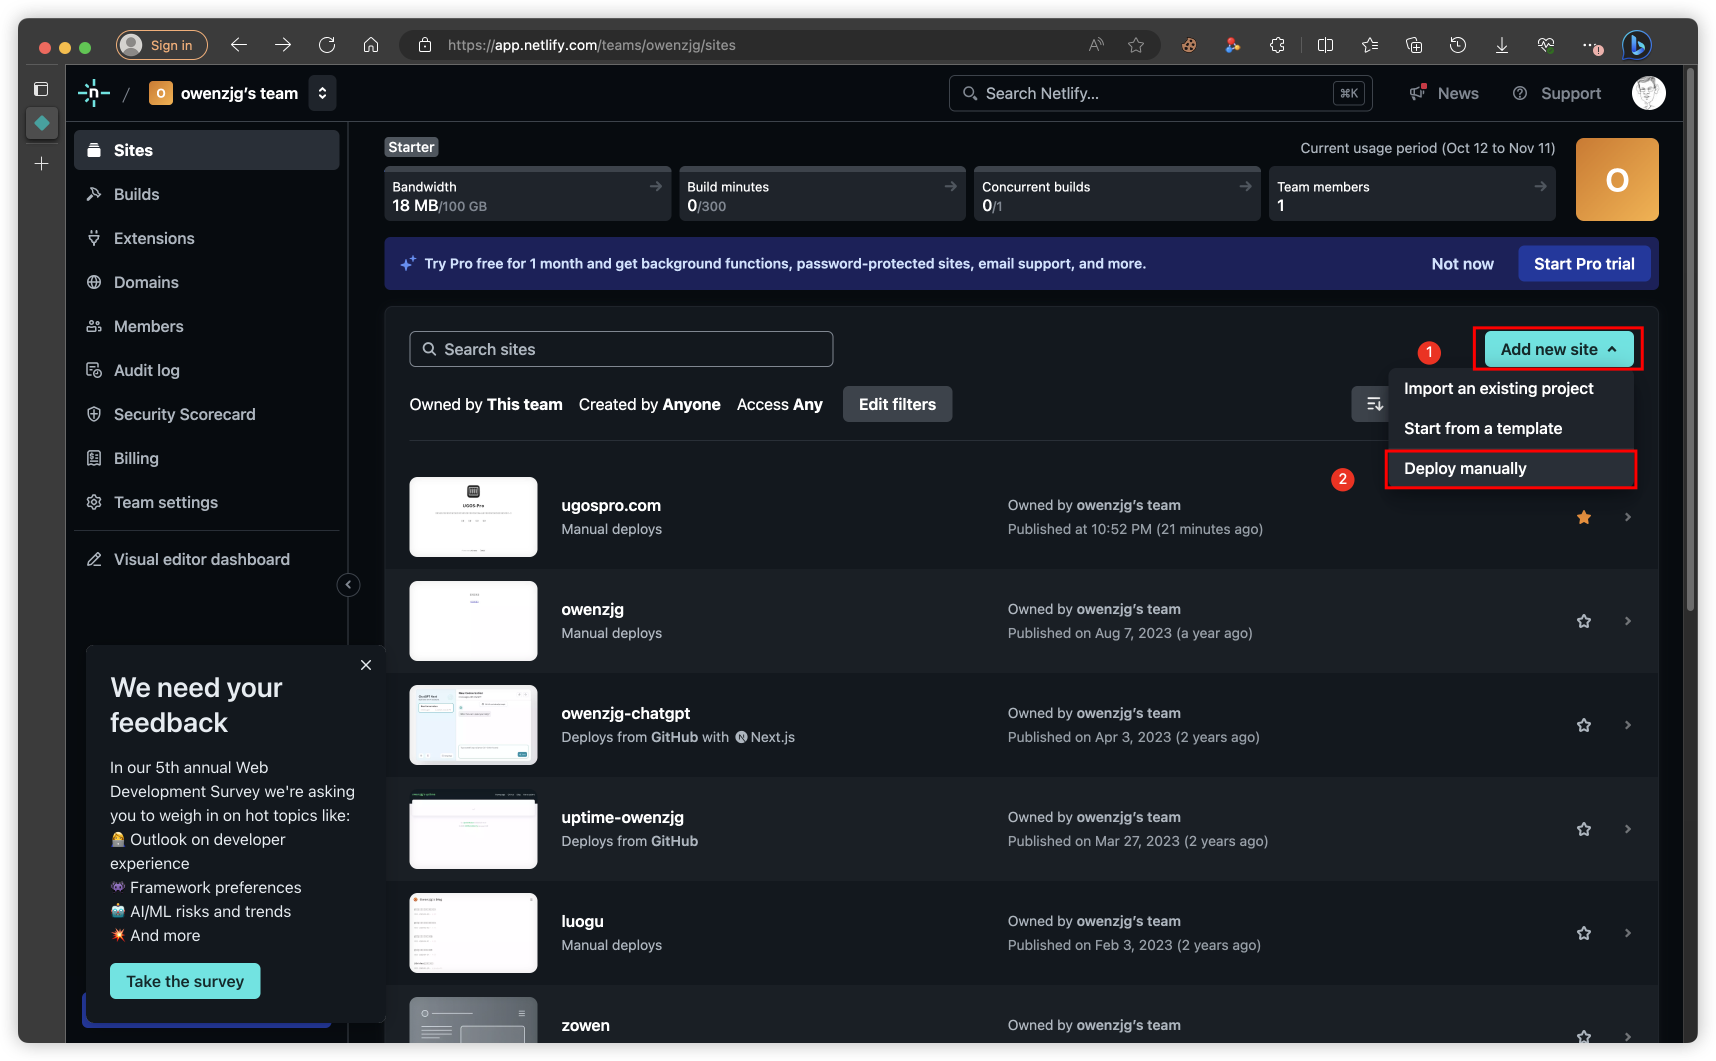 Sign in
https://app.netlify.com/teams/owenzjg/sites
/
O
owenzjg's team
Search Netlify...
⌘K
News
Support
Sites
Builds
Extensions
Domains
Members
Audit log
Security Scorecard
Billing
Team settings
Visual editor dashboard
We need your
feedback
In our 5th annual Web
Development Survey we're asking
you to weigh in on hot topics like:
👩‍💻 Outlook on developer
experience
👾 Framework preferences
🤖 AI/ML risks and trends
💥 And more
Take the survey
Starter
Current usage period (Oct 12 to Nov 11)
Bandwidth
18 MB/100 GB
Build minutes
0/300
Concurrent builds
0/1
Team members
1
O
Try Pro free for 1 month and get background functions, password-protected sites, email support, and more.
Not now
Start Pro trial
Search sites
1
Add new site
Import an existing project
Start from a template
2
Deploy manually
Owned by This team
Created by Anyone
Access Any
Edit filters
UGOS Pro
ugospro.com
Manual deploys
Owned by owenzjg's team
Published at 10:52 PM (21 minutes ago)
owenzjg
Manual deploys
Owned by owenzjg's team
Published on Aug 7, 2023 (a year ago)
owenzjg-chatgpt
Deploys from GitHub with Next.js
Owned by owenzjg's team
Published on Apr 3, 2023 (2 years ago)
uptime-owenzjg
Deploys from GitHub
Owned by owenzjg's team
Published on Mar 27, 2023 (2 years ago)
luogu
Manual deploys
Owned by owenzjg's team
Published on Feb 3, 2023 (2 years ago)
zowen
Owned by owenzjg's team